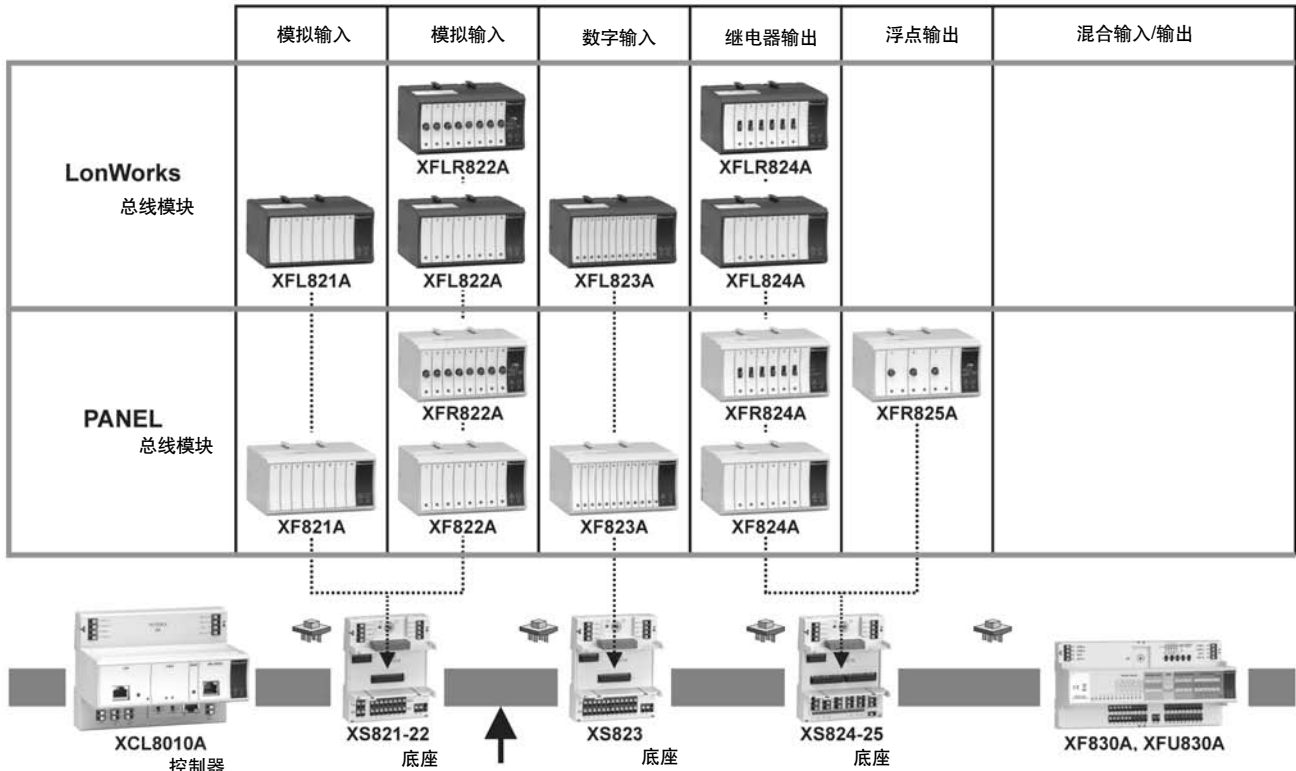 模拟输入
模拟输入
数字输入
继电器输出
浮点输出
混合输入/输出
LonWorks
总线模块
XFLR822A
XFLR824A
XFL821A
XFL822A
XFL823A
XFL824A
PANEL
总线模块
XFR822A
XFR824A
XFR825A
XF821A
XF822A
XF823A
XF824A
XCL8010A
控制器
XS821-22
底座
XS823
底座
XS824-25
底座
XF830A, XFU830A